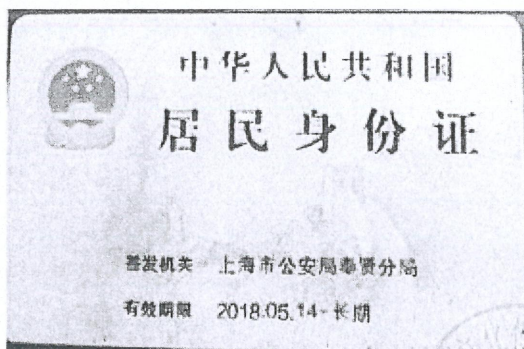 中华人民共和国
居民身份证
签发机关 上海市公安局奉贤分局
有效期限 2018.05.14-长期